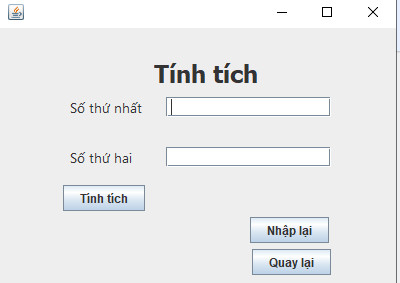 Tính tích
Số thứ nhất
Số thứ hai
Tính tích
Nhập lại
Quay lại